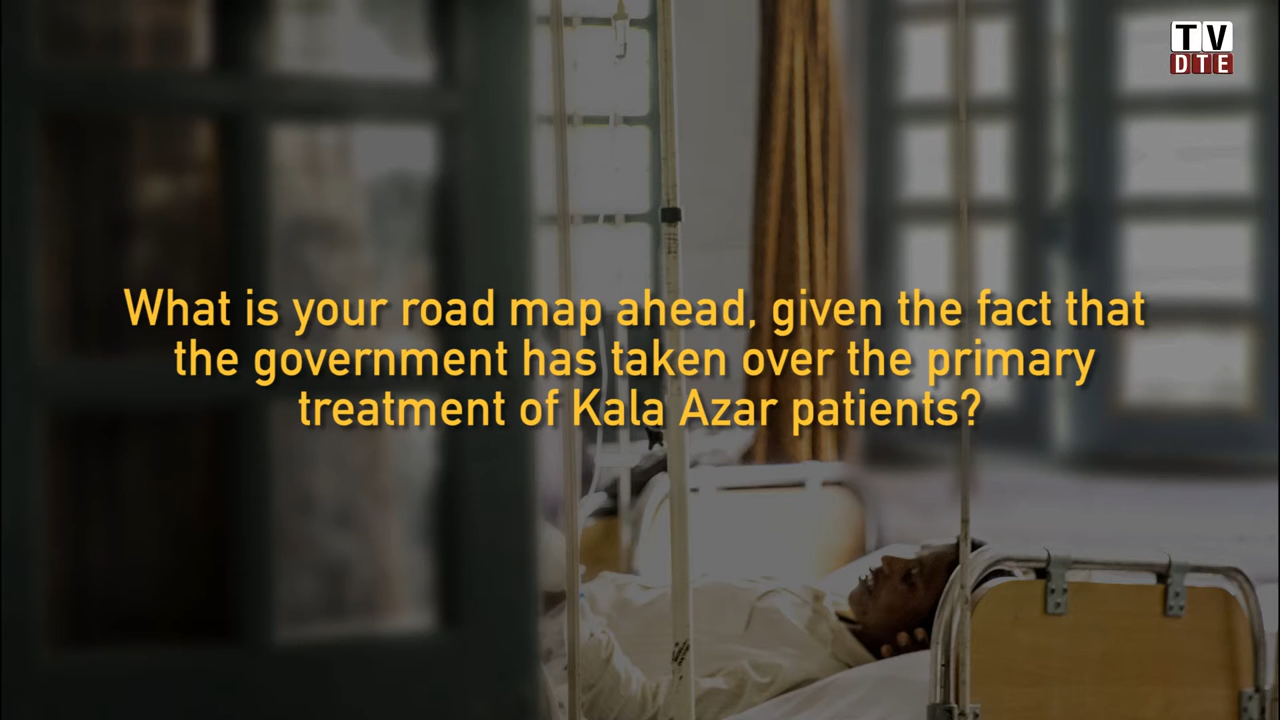 TV
DTE
What is your road map ahead, given the fact that
the government has taken over the primary
treatment of Kala Azar patients?